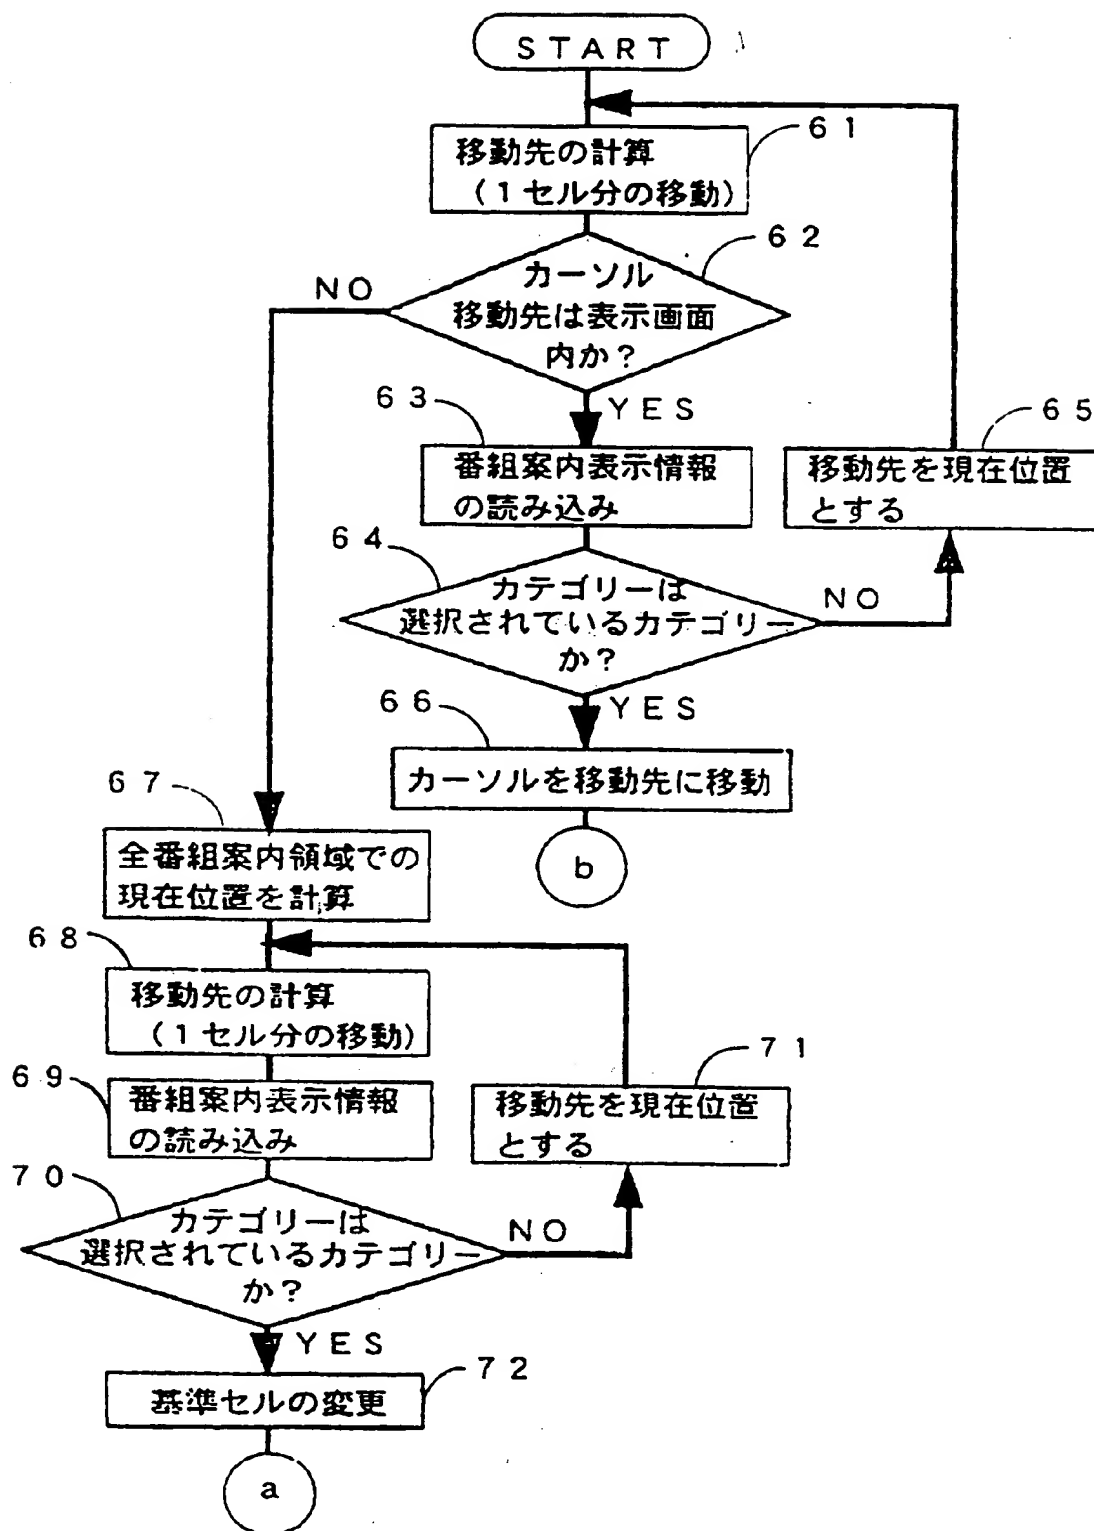 START
61
移動先の計算
(1セル分の移動)
62
NO
カーソル
移動先は表示画面
内か？
63
YES
65
番組案内表示情報
の読み込み
移動先を現在位置
とする
64
カテゴリーは
選択されているカテゴリー
か？
NO
66
YES
カーソルを移動先に移動
b
67
全番組案内領域での
現在位置を計算
68
移動先の計算
(1セル分の移動)
69
番組案内表示情報
の読み込み
71
移動先を現在位置
とする
70
カテゴリーは
選択されているカテゴリー
か？
NO
YES
72
基準セルの変更
a